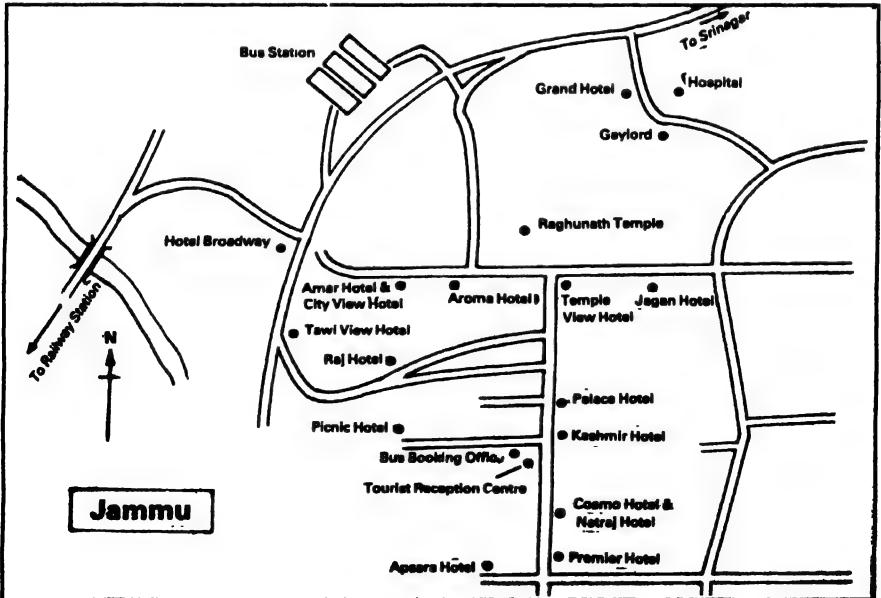 To Srinagar
Bus Station
Grand Hotel
Hospital
Gaylord
Raghunath Temple
Hotel Broadway
Amar Hotel &
City View Hotel
Aroma Hotel
Temple
View Hotel
Jagan Hotel
To Railway Station
N
Tawi View Hotel
Raj Hotel
Palace Hotel
Picnic Hotel
Kashmir Hotel
Bus Booking Office
Tourist Reception Centre
Jammu
Cosmo Hotel &
Natraj Hotel
Apsara Hotel
Premier Hotel